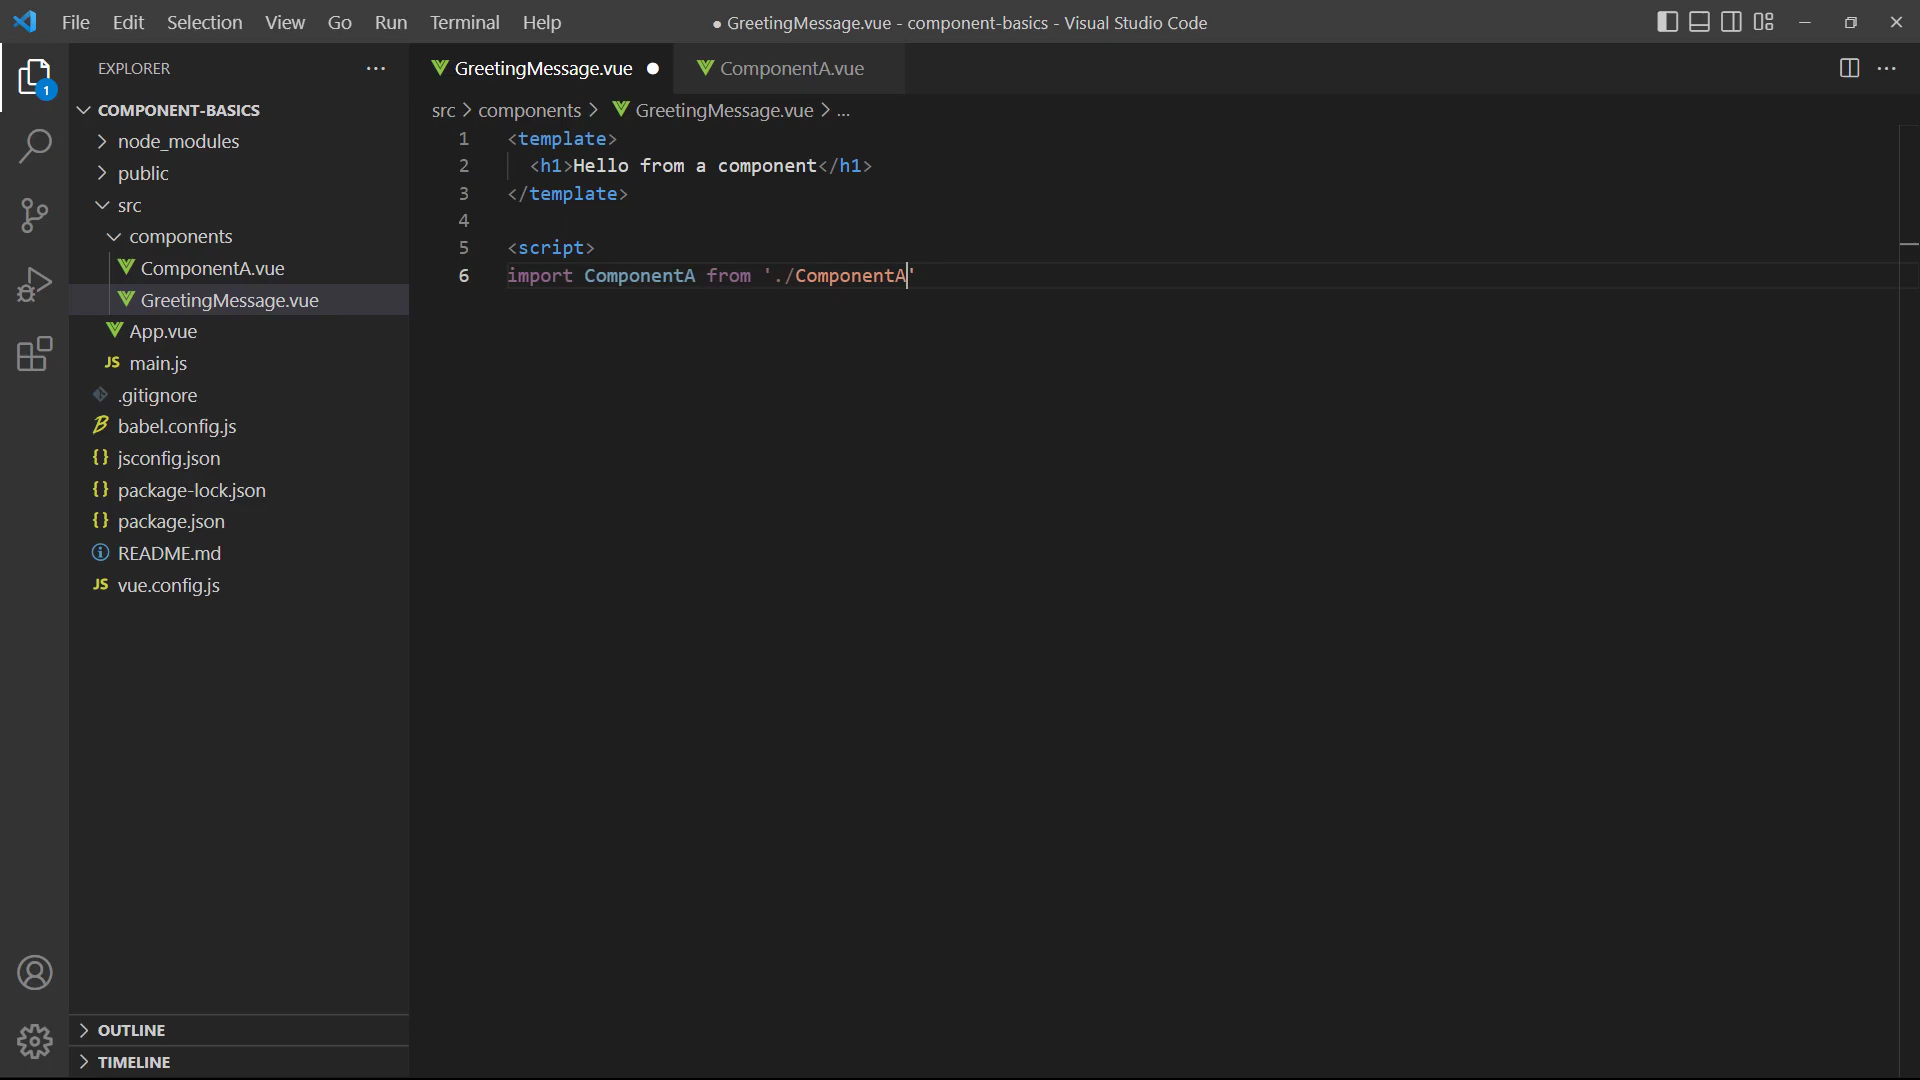 File Edit Selection View Go Run Terminal Help
● GreetingMessage.vue - component-basics - Visual Studio Code
EXPLORER
1
COMPONENT-BASICS
node_modules
public
src
components
ComponentA.vue
GreetingMessage.vue
App.vue
JS main.js
.gitignore
babel.config.js
{} jsconfig.json
{} package-lock.json
{} package.json
README.md
JS vue.config.js
OUTLINE
TIMELINE
GreetingMessage.vue ● ComponentA.vue
src > components > GreetingMessage.vue > ...
1 <template>
2 <h1>Hello from a component</h1>
3 </template>
4
5 <script>
6 import ComponentA from './ComponentA'